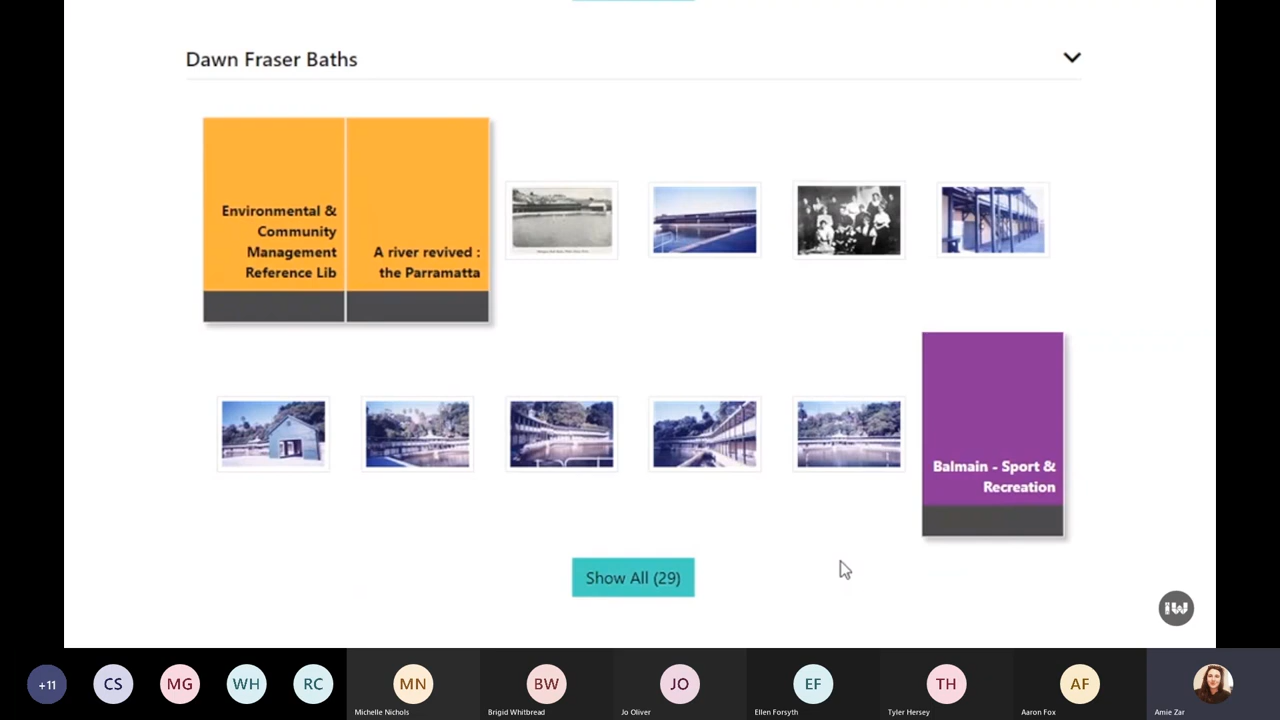 Dawn Fraser Baths
Environmental &
Community
Management
Reference Lib
A river revived :
the Parramatta
Balmain - Sport &
Recreation
Show All (29)
iW
+11
CS
MG
WH
RC
MN
BW
JO
EF
TH
AF
Michelle Nichols
Brigid Whitbread
Jo Oliver
Ellen Forsyth
Tyler Hersey
Aaron Fox
Amie Zar